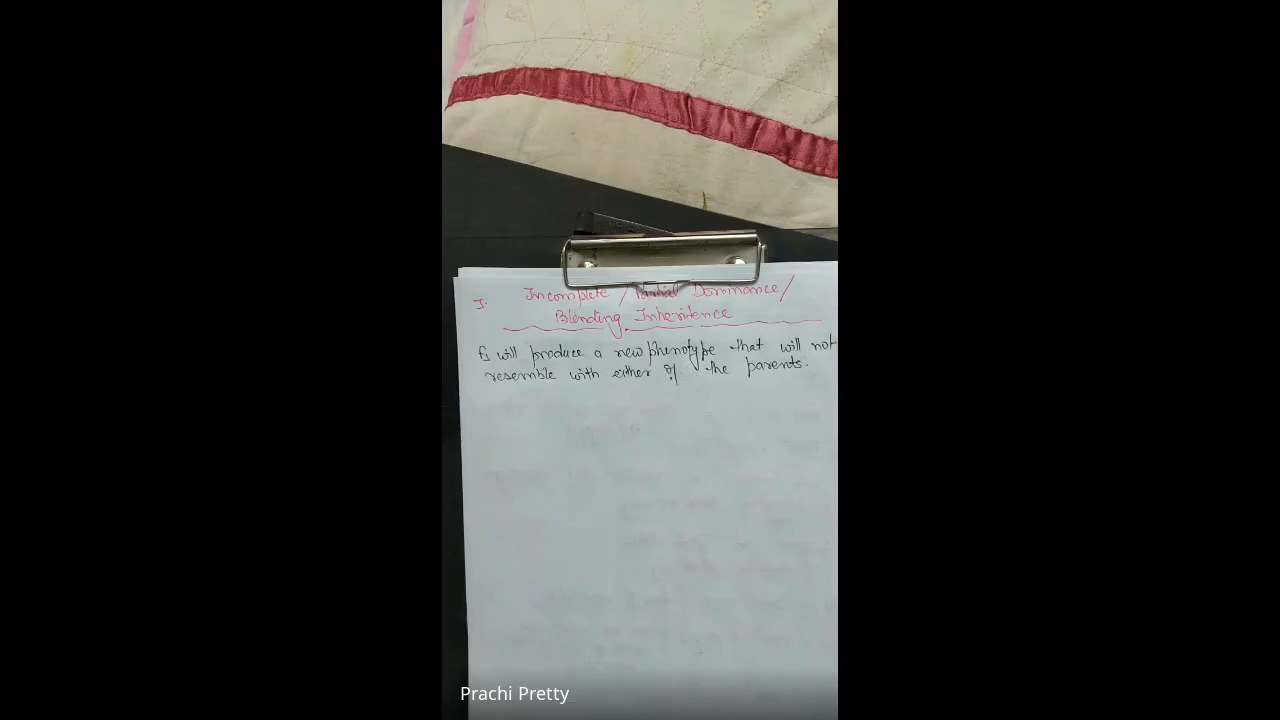 I. Incomplete / Partial Dominance /
Blending Inheritence
F1 will produce a new phenotype that will not
resemble with either of the parents.
Prachi Pretty